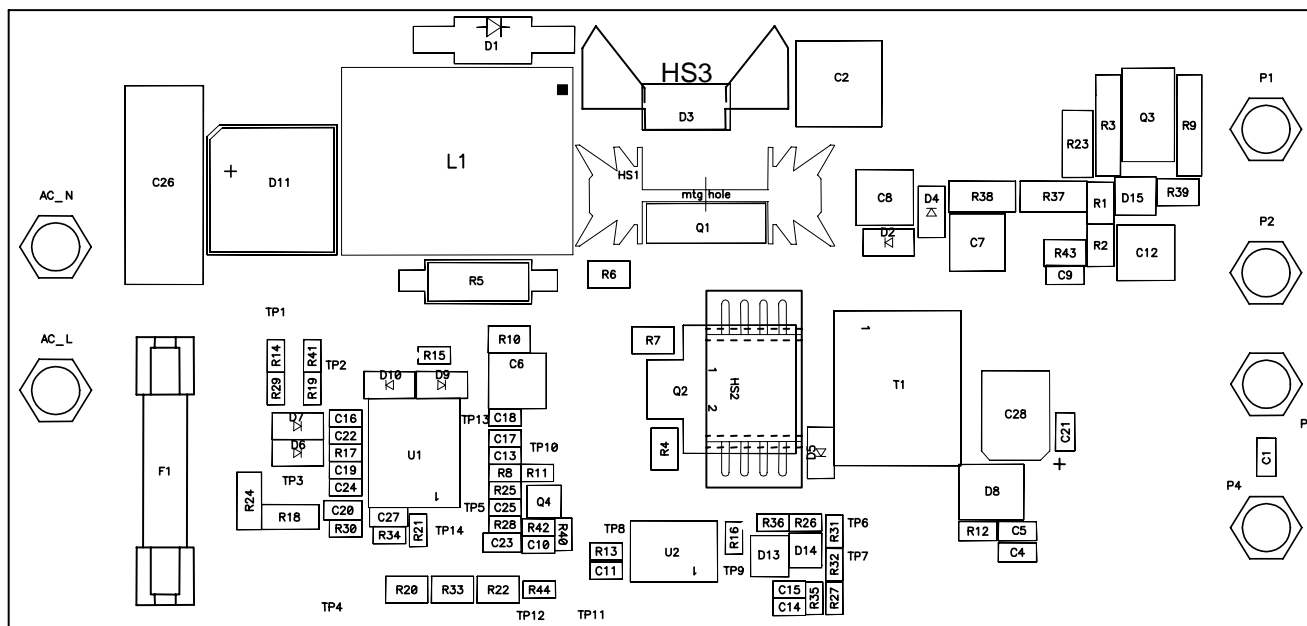 D1
HS3
C2
P1
D3
R3
Q3
R9
R23
L1
C26
D11
+
HS1
mtg hole
Q1
C8
D4
R38
R37
R1
D15
R39
AC_N
D2
C7
R43
R2
C12
P2
C9
R5
R6
TP1
AC_L
R14
R41
TP2
R15
R10
R7
1
T1
R29
R19
D10
D9
C6
Q2
1
2
HS2
C28
C21
P
D7
D6
C16
C22
R17
C19
C24
U1
1
TP13
C18
C17
TP10
C13
R8
R11
R4
D5
+
C1
F1
TP3
R24
R18
C20
R30
C27
R34
R21
TP14
TP5
R25
C25
R28
C23
Q4
R42
C10
R40
D8
P4
R12
C5
C4
TP8
R13
C11
U2
1
R16
TP9
R36
R26
D13
D14
R31
TP6
R32
TP7
C15
C14
R35
R27
TP4
R20
R33
R22
R44
TP12
TP11